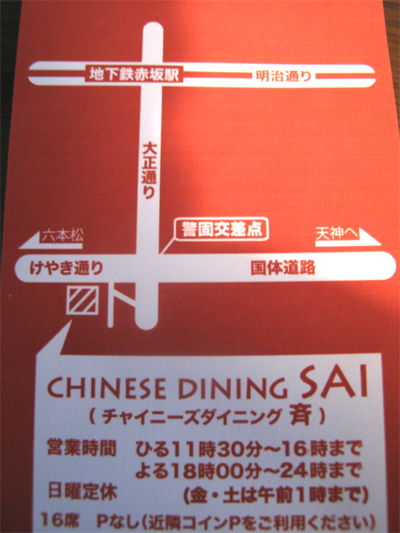 地下鉄赤坂駅 明治通り
大正通り
警固交差点
六本松 天神へ
けやき通り 国体道路
CHINESE DINING SAI
(チャイニーズダイニング 斉)
営業時間 ひる11時30分〜16時まで
よる18時00分〜24時まで
日曜定休 (金・土は午前1時まで)
16席 Pなし(近隣コインPをご利用ください)